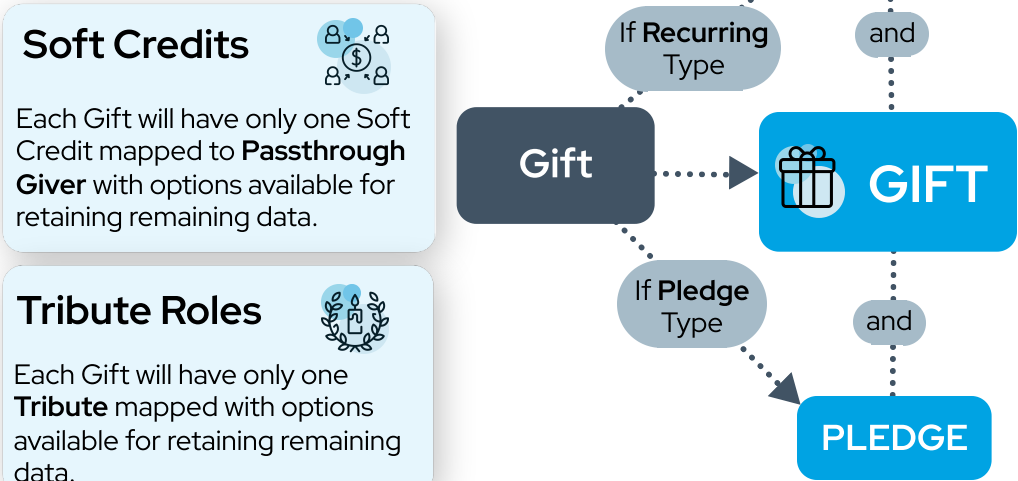 Soft Credits
$
Each Gift will have only one Soft
Credit mapped to Passthrough
Giver with options available for
retaining remaining data.
Tribute Roles
Each Gift will have only one
Tribute mapped with options
available for retaining remaining
data.
If Recurring
Type
and
Gift
GIFT
If Pledge
Type
and
PLEDGE